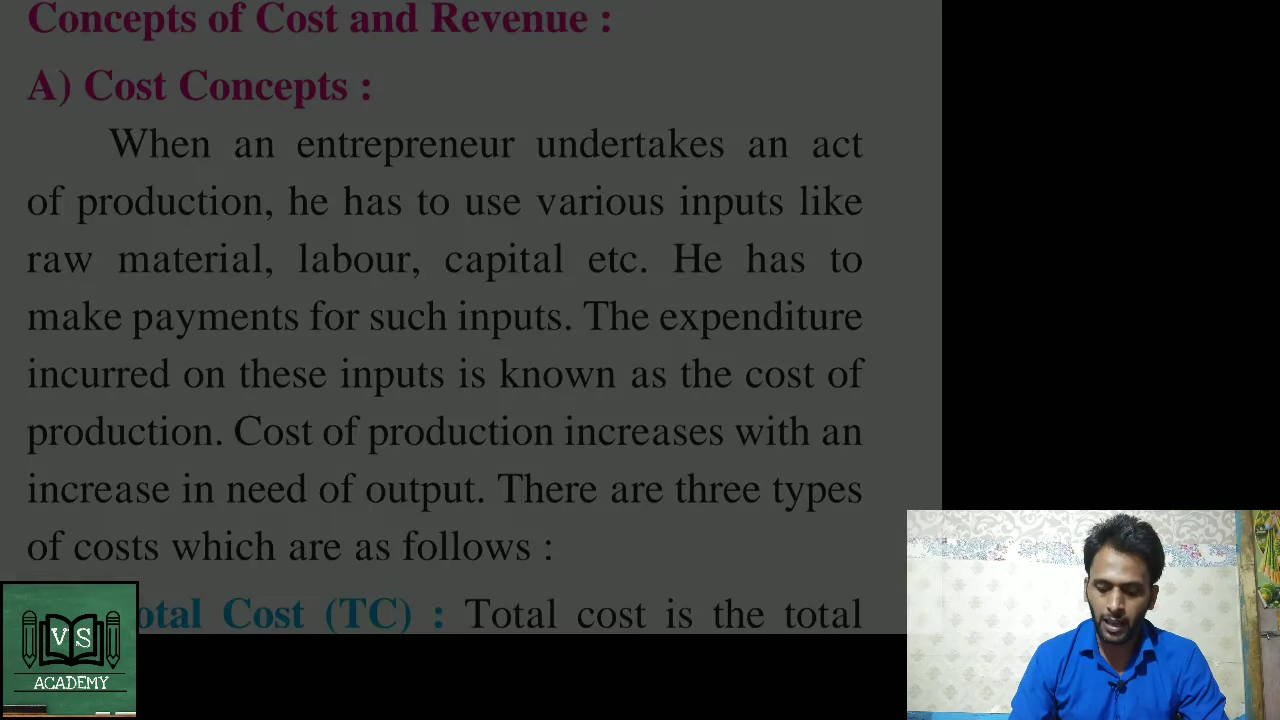 Concepts of Cost and Revenue :
A) Cost Concepts :
When an entrepreneur undertakes an act
of production, he has to use various inputs like
raw material, labour, capital etc. He has to
make payments for such inputs. The expenditure
incurred on these inputs is known as the cost of
production. Cost of production increases with an
increase in need of output. There are three types
of costs which are as follows :
Cost (TC) : Total cost is the total
VS
ACADEMY